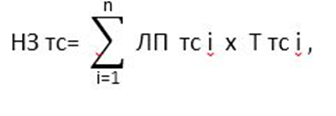 n
НЗ тс= ∑ ЛП тс i х Т тс i,
i=1